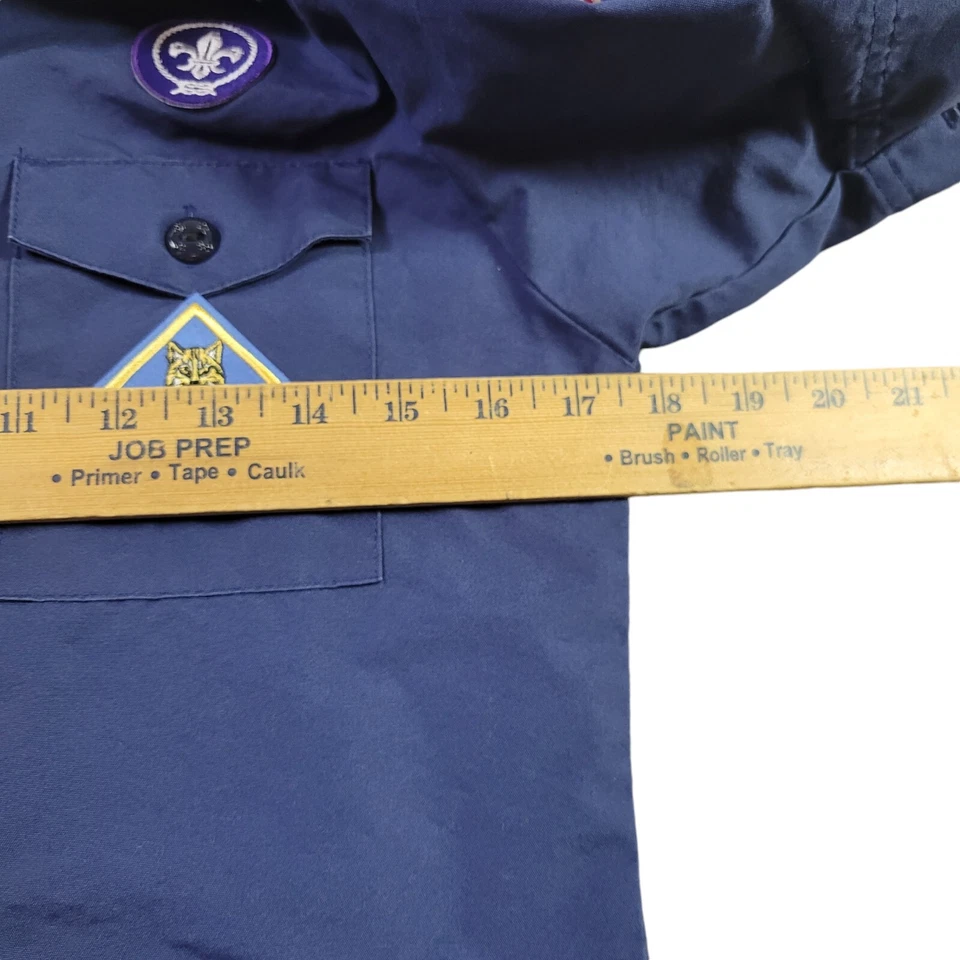 11 12 13 14 15 16 17 18 19 20 21
JOB PREP
• Primer • Tape • Caulk
PAINT
• Brush • Roller • Tray